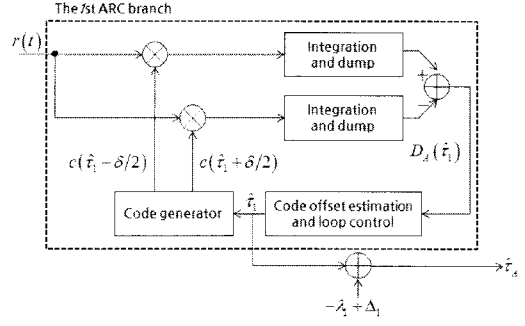 The 1st ARC branch
r(t)
Integration
and dump
+
−
Integration
and dump
c(τ̂₁ − δ/2)
c(τ̂₁ + δ/2)
D_A(τ̂₁)
Code generator
τ̂₁
Code offset estimation
and loop control
τ̂_A
−λ₁ + Δ₁